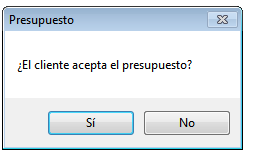 Presupuesto
¿El cliente acepta el presupuesto?
Sí
No